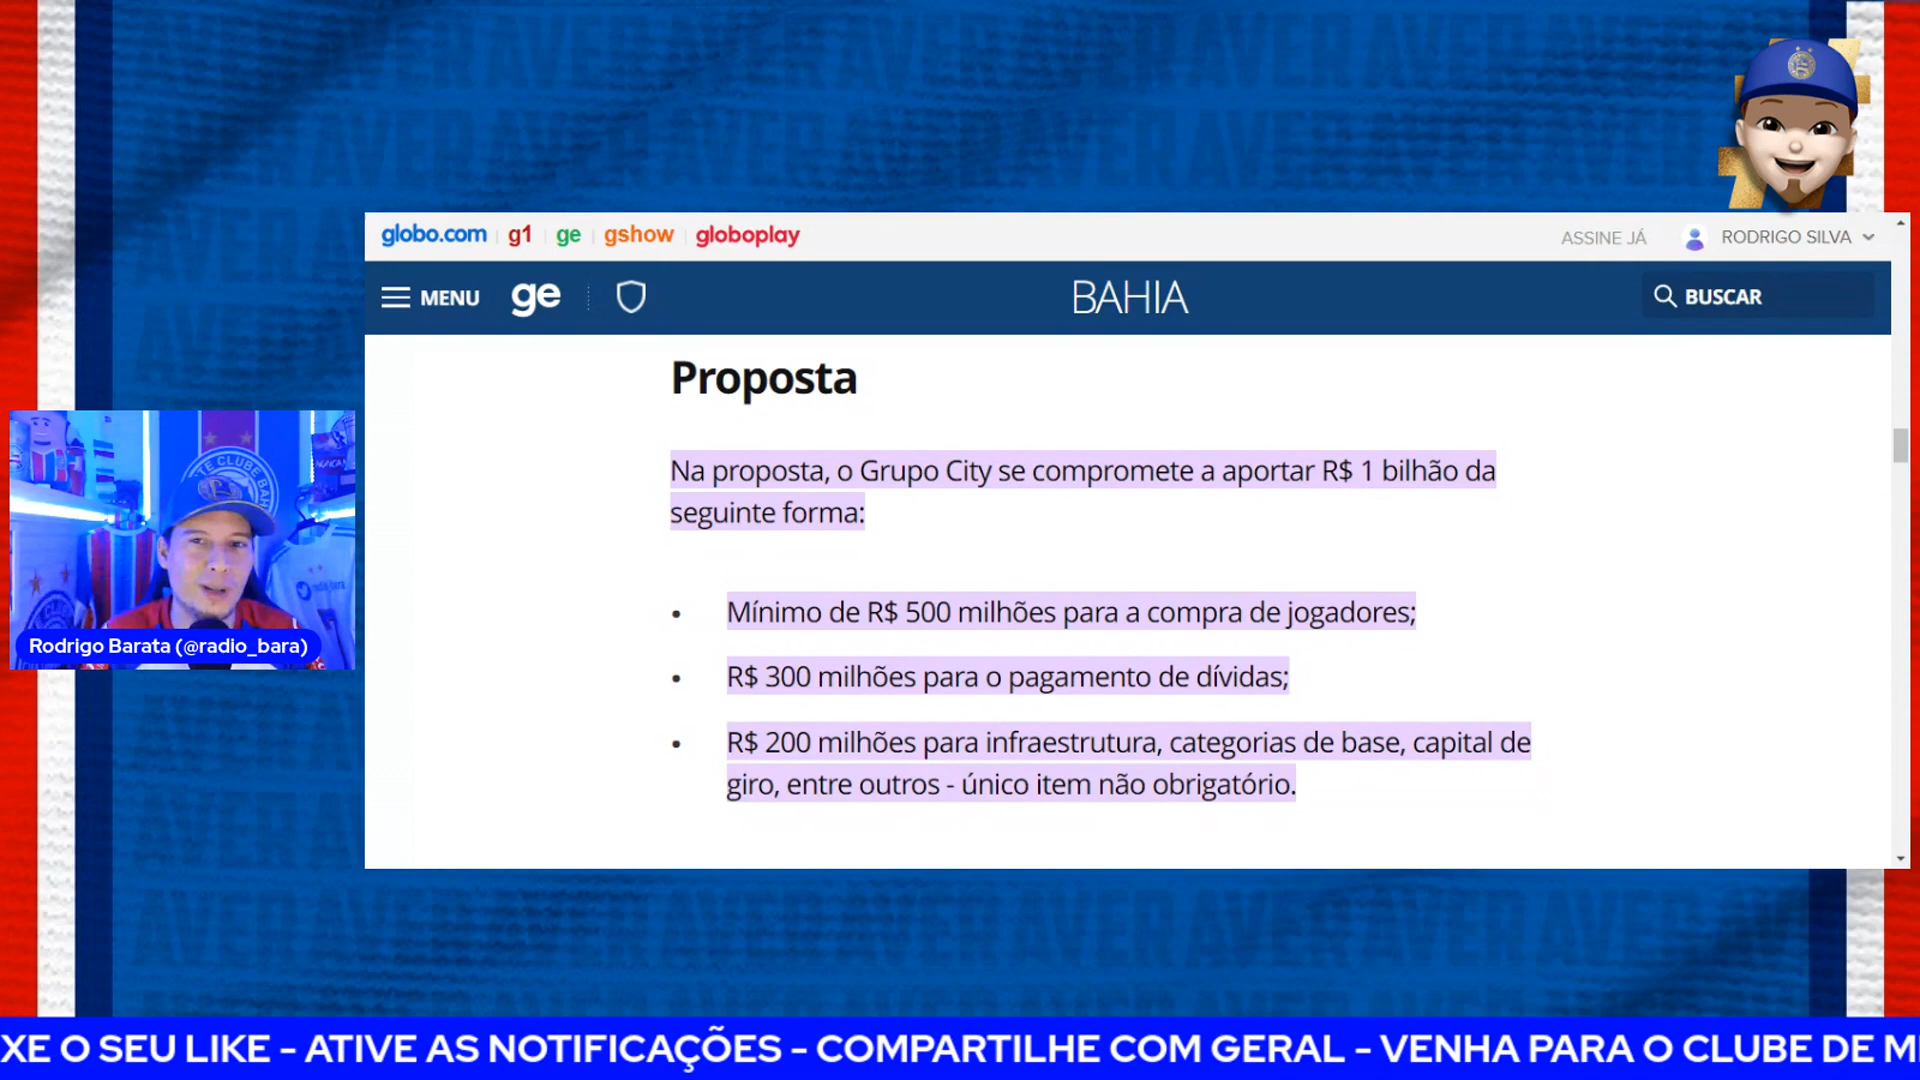 globo.com g1 ge gshow globoplay ASSINE JÁ RODRIGO SILVA
MENU ge BAHIA BUSCAR
Proposta
Na proposta, o Grupo City se compromete a aportar R$ 1 bilhão da
seguinte forma:
• Mínimo de R$ 500 milhões para a compra de jogadores;
• R$ 300 milhões para o pagamento de dívidas;
• R$ 200 milhões para infraestrutura, categorias de base, capital de
giro, entre outros - único item não obrigatório.
Rodrigo Barata (@radio_bara)
XE O SEU LIKE - ATIVE AS NOTIFICAÇÕES - COMPARTILHE COM GERAL - VENHA PARA O CLUBE DE